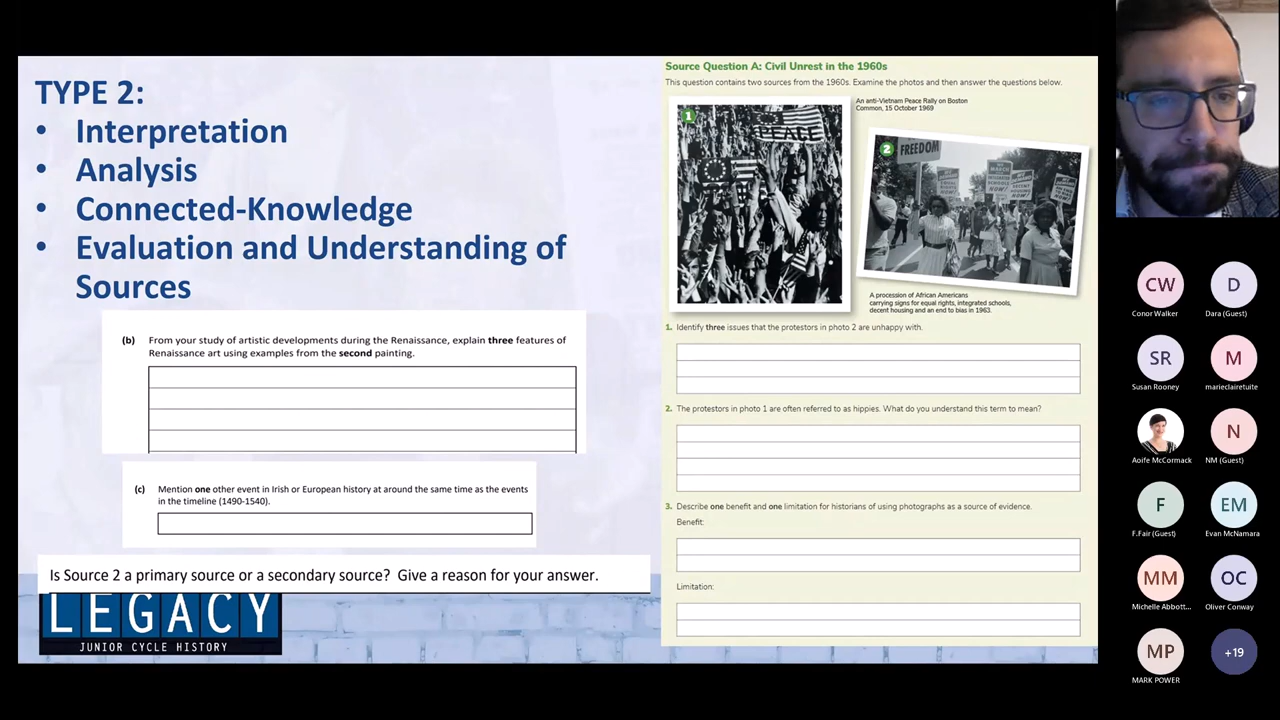 TYPE 2:
• Interpretation
• Analysis
• Connected-Knowledge
• Evaluation and Understanding of
Sources
(b) From your study of artistic developments during the Renaissance, explain three features of
Renaissance art using examples from the second painting.
(c) Mention one other event in Irish or European history at around the same time as the events
in the timeline (1490-1540).
Is Source 2 a primary source or a secondary source? Give a reason for your answer.
LEGACY
JUNIOR CYCLE HISTORY
Source Question A: Civil Unrest in the 1960s
This question contains two sources from the 1960s. Examine the photos and then answer the questions below.
1
PEACE
An anti-Vietnam Peace Rally on Boston
Common, 15 October 1969
2
FREEDOM
A procession of African Americans
carrying signs for equal rights, integrated schools,
decent housing and an end to bias in 1963.
1. Identify three issues that the protestors in photo 2 are unhappy with.
2. The protestors in photo 1 are often referred to as hippies. What do you understand this term to mean?
3. Describe one benefit and one limitation for historians of using photographs as a source of evidence.
Benefit:
Limitation:
CW
Conor Walker
D
Dara (Guest)
SR
Susan Rooney
M
marieclairetuite
Aoife McCormack
N
NM (Guest)
F
F.Fair (Guest)
EM
Evan McNamara
MM
Michelle Abbott...
OC
Oliver Conway
MP
MARK POWER
+19